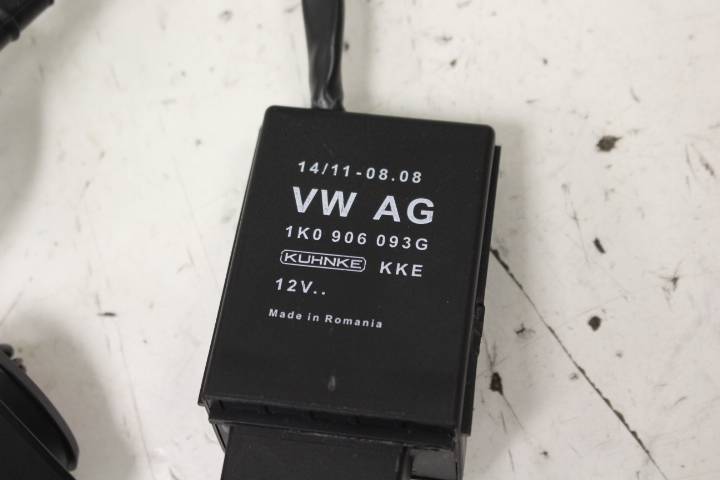 14/11-08.08
VW AG
1K0 906 093G
KUHNKE KKE
12V..
Made in Romania